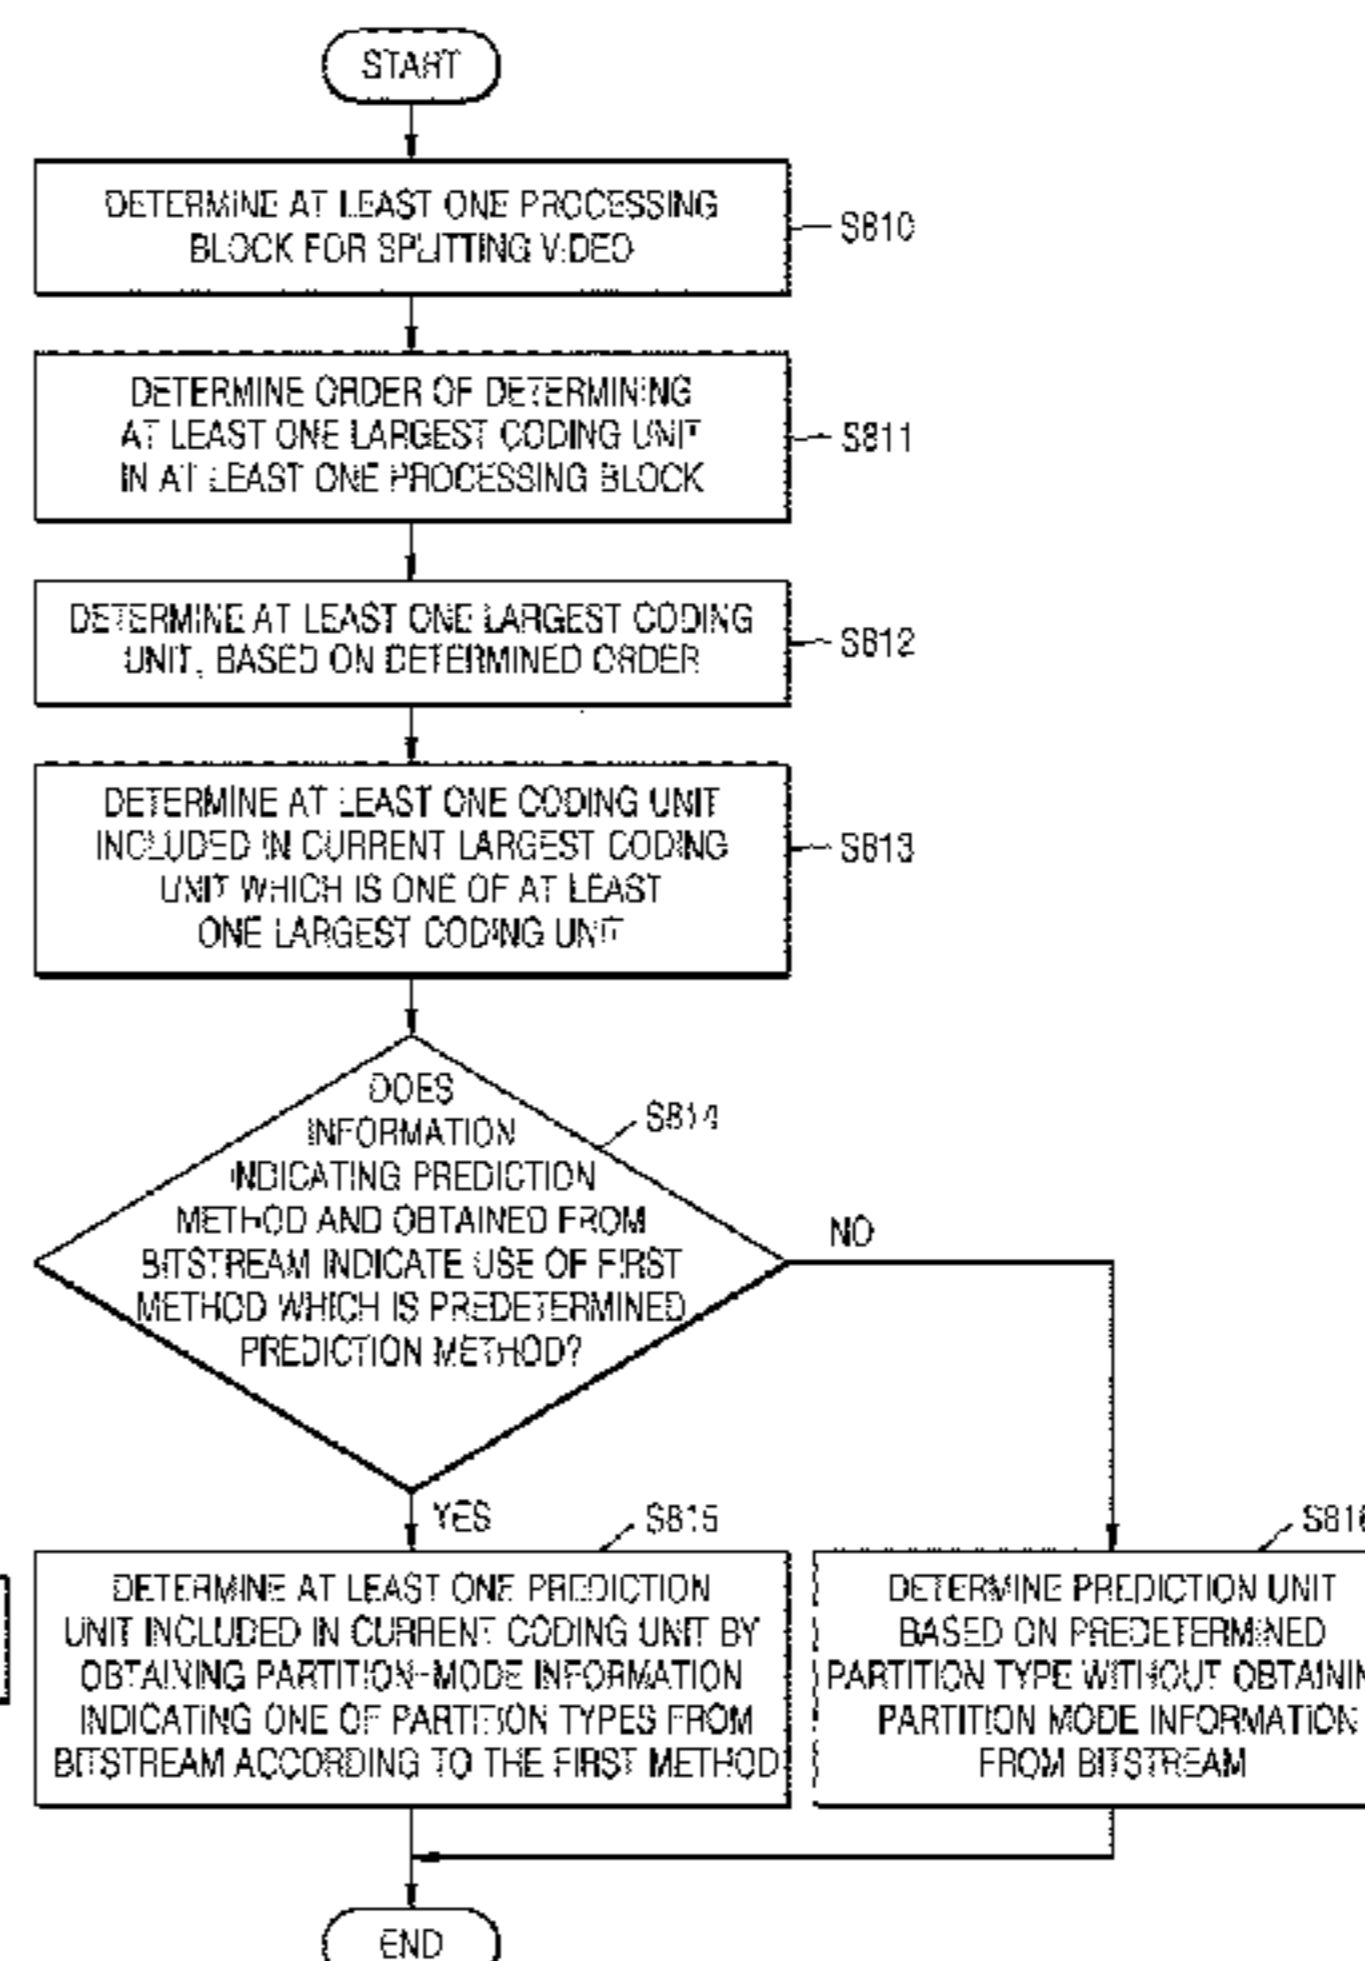 START
DETERMINE AT LEAST ONE PROCESSING
BLOCK FOR SPLITTING VIDEO
S810
DETERMINE ORDER OF DETERMINING
AT LEAST ONE LARGEST CODING UNIT
IN AT LEAST ONE PROCESSING BLOCK
S811
DETERMINE AT LEAST ONE LARGEST CODING
UNIT, BASED ON DETERMINED ORDER
S812
DETERMINE AT LEAST ONE CODING UNIT
INCLUDED IN CURRENT LARGEST CODING
UNIT WHICH IS ONE OF AT LEAST
ONE LARGEST CODING UNIT
S813
DOES
INFORMATION
INDICATING PREDICTION
METHOD AND OBTAINED FROM
BITSTREAM INDICATE USE OF FIRST
METHOD WHICH IS PREDETERMINED
PREDICTION METHOD?
S814
NO
YES
S815
DETERMINE AT LEAST ONE PREDICTION
UNIT INCLUDED IN CURRENT CODING UNIT BY
OBTAINING PARTITION-MODE INFORMATION
INDICATING ONE OF PARTITION TYPES FROM
BITSTREAM ACCORDING TO THE FIRST METHOD
S816
DETERMINE PREDICTION UNIT
BASED ON PREDETERMINED
PARTITION TYPE WITHOUT OBTAININ
PARTITION MODE INFORMATION
FROM BITSTREAM
END